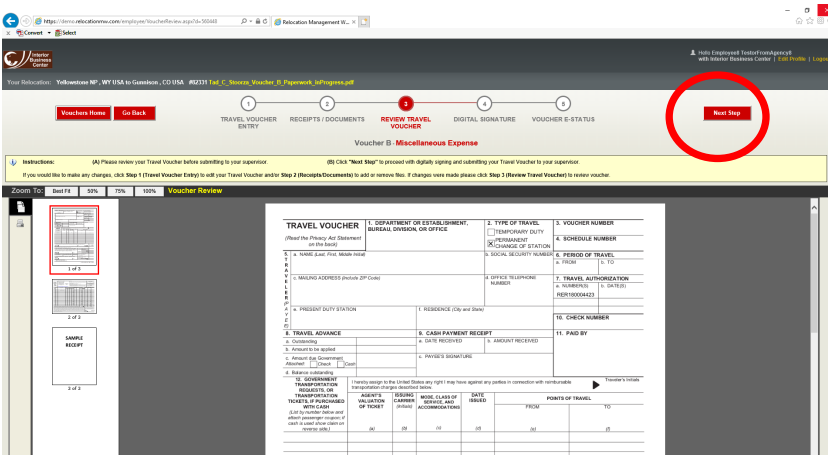 https://demo.relocationmw.com/employee/VoucherReview.aspx?id=560448
Relocation Management W...
x Convert Select
Interior Business Center
Hello Employee8 TestorFromAgency8
with Interior Business Center | Edit Profile | Logout
Your Relocation: Yellowstone NP , WY USA to Gunnison , CO USA #82331 Tad_C_Stoorza_Voucher_B_Paperwork_InProgress.pdf
Vouchers Home Go Back
1 2 3 4 5
TRAVEL VOUCHER ENTRY RECEIPTS / DOCUMENTS REVIEW TRAVEL VOUCHER DIGITAL SIGNATURE VOUCHER E-STATUS
Next Step
Voucher B - Miscellaneous Expense
Instructions: (A) Please review your Travel Voucher before submitting to your supervisor. (B) Click "Next Step" to proceed with digitally signing and submitting your Travel Voucher to your supervisor.
If you would like to make any changes, click Step 1 (Travel Voucher Entry) to edit your Travel Voucher and/or Step 2 (Receipts/Documents) to add or remove files. If changes were made please click Step 3 (Review Travel Voucher) to review voucher.
Zoom To: Best Fit 50% 75% 100% Voucher Review
1 of 3
2 of 3
SAMPLE RECEIPT
3 of 3
TRAVEL VOUCHER
(Read the Privacy Act Statement on the back)
1. DEPARTMENT OR ESTABLISHMENT, BUREAU, DIVISION, OR OFFICE
2. TYPE OF TRAVEL
TEMPORARY DUTY
X PERMANENT CHANGE OF STATION
3. VOUCHER NUMBER
4. SCHEDULE NUMBER
5. TRAVELER (PAYEE)
a. NAME (Last, First, Middle Initial)
b. SOCIAL SECURITY NUMBER
6. PERIOD OF TRAVEL
a. FROM b. TO
c. MAILING ADDRESS (Include ZIP Code)
d. OFFICE TELEPHONE NUMBER
7. TRAVEL AUTHORIZATION
a. NUMBER(S) b. DATE(S)
RER180004423
e. PRESENT DUTY STATION
f. RESIDENCE (City and State)
10. CHECK NUMBER
8. TRAVEL ADVANCE
9. CASH PAYMENT RECEIPT
11. PAID BY
a. Outstanding
a. DATE RECEIVED b. AMOUNT RECEIVED
b. Amount to be applied
c. Amount due Government
Attached: Check Cash
c. PAYEE'S SIGNATURE
d. Balance outstanding
12. GOVERNMENT TRANSPORTATION REQUESTS, OR TRANSPORTATION TICKETS, IF PURCHASED WITH CASH
(List by number below and attach passenger coupon; if cash is used show claim on reverse side.)
I hereby assign to the United States any right I may have against any parties in connection with reimbursable transportation charges described below.
Traveler's Initials
AGENT'S VALUATION OF TICKET
ISSUING CARRIER (Initials)
MODE, CLASS OF SERVICE, AND ACCOMMODATIONS
DATE ISSUED
POINTS OF TRAVEL
FROM TO
(a) (b) (c) (d) (e) (f)